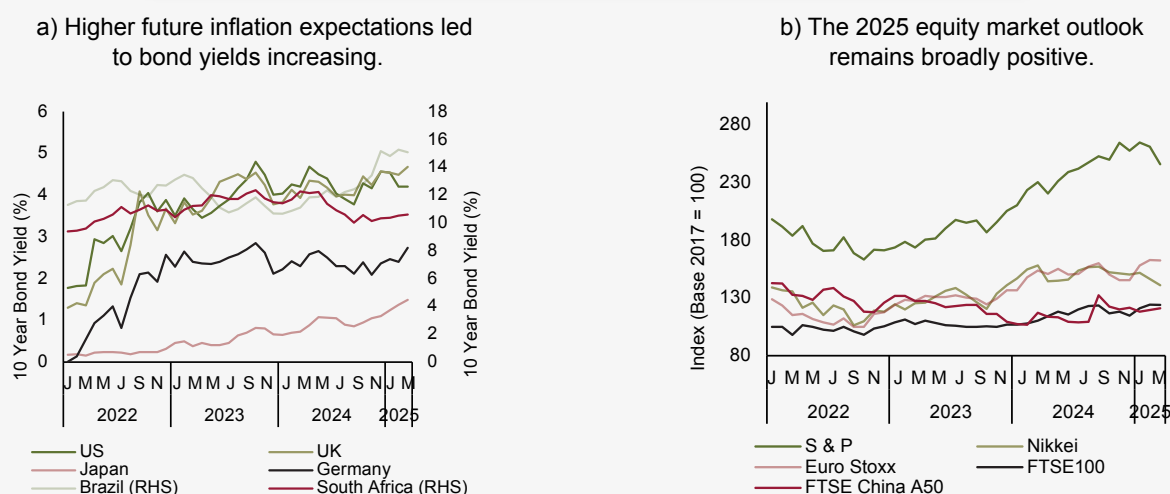 a) Higher future inflation expectations led
to bond yields increasing.
10 Year Bond Yield (%)
6
5
4
3
2
1
0
18
16
14
12
10
8
6
4
2
0
10 Year Bond Yield (%)
J M M J S N J M M J S N J M M J S N J M
2022 2023 2024 2025
US
UK
Japan
Germany
Brazil (RHS)
South Africa (RHS)
b) The 2025 equity market outlook
remains broadly positive.
Index (Base 2017 = 100)
280
230
180
130
80
J M M J S N J M M J S N J M M J S N J M
2022 2023 2024 2025
S & P
Nikkei
Euro Stoxx
FTSE100
FTSE China A50